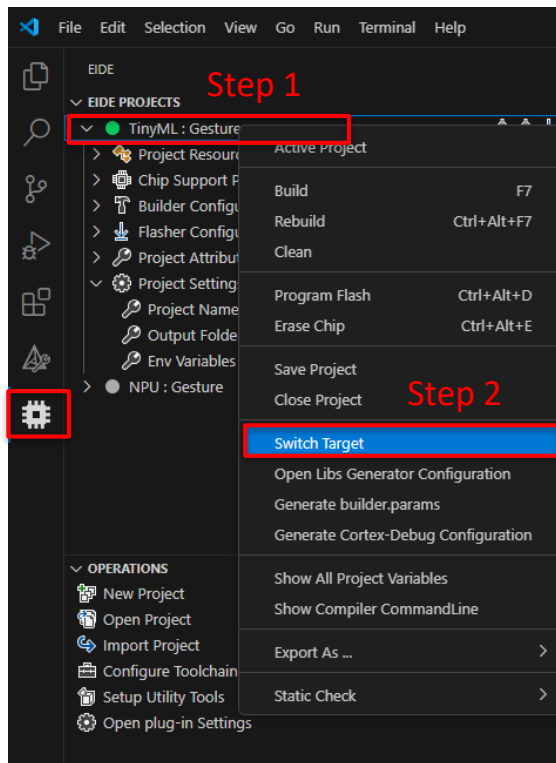 File Edit Selection View Go Run Terminal Help
EIDE
Step 1
EIDE PROJECTS
TinyML : Gesture
Project Resour
Chip Support P
Builder Configu
Flasher Configu
Project Attribut
Project Setting
Project Name
Output Folde
Env Variables
NPU : Gesture
Active Project
Build F7
Rebuild Ctrl+Alt+F7
Clean
Program Flash Ctrl+Alt+D
Erase Chip Ctrl+Alt+E
Save Project
Close Project
Step 2
Switch Target
Open Libs Generator Configuration
Generate builder.params
Generate Cortex-Debug Configuration
Show All Project Variables
Show Compiler CommandLine
Export As ...
Static Check
OPERATIONS
New Project
Open Project
Import Project
Configure Toolchain
Setup Utility Tools
Open plug-in Settings